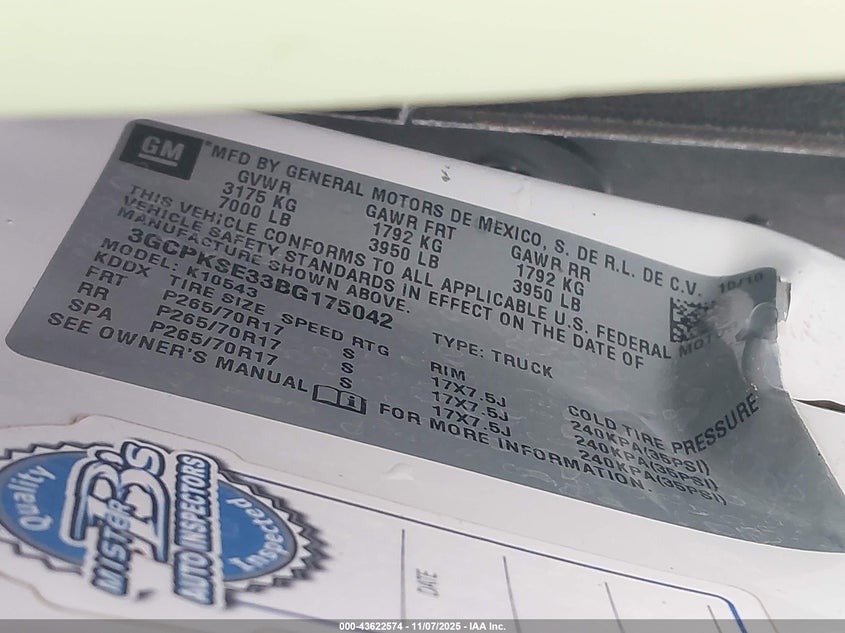 GM
*MFD BY GENERAL MOTORS DE MEXICO, S. DE R.L. DE C.V. 10/10
GVWR GAWR FRT GAWR RR
3175 KG 1792 KG 1792 KG
7000 LB 3950 LB 3950 LB
THIS VEHICLE CONFORMS TO ALL APPLICABLE U.S. FEDERAL MOTOR
VEHICLE SAFETY STANDARDS IN EFFECT ON THE DATE OF
MANUFACTURE SHOWN ABOVE.
3GCPKSE33BG175042 TYPE: TRUCK
MODEL: K10543
KDDX TIRE SIZE SPEED RTG RIM COLD TIRE PRESSURE
FRT P265/70R17 S 17X7.5J 240KPA(35PSI)
RR P265/70R17 S 17X7.5J 240KPA(35PSI)
SPA P265/70R17 S 17X7.5J 240KPA(35PSI)
SEE OWNER'S MANUAL FOR MORE INFORMATION.
Quality
MISTER B's
AUTO INSPECTORS
Inspected
DATE
000-43622574 | 11/07/2025 - IAA Inc.